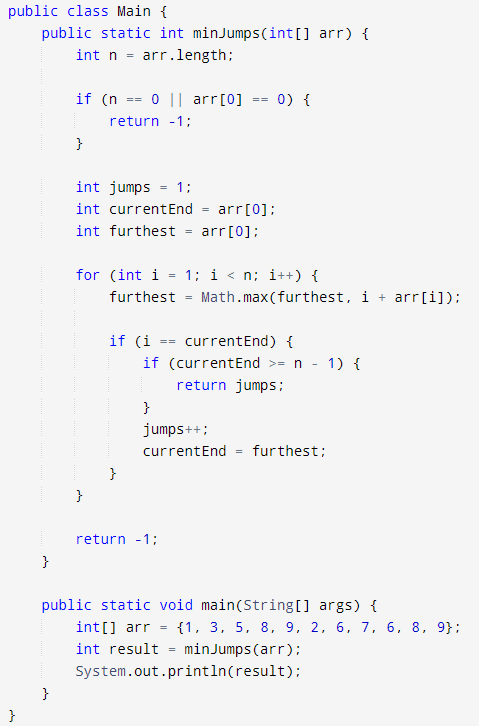 public class Main {
    public static int minJumps(int[] arr) {
        int n = arr.length;

        if (n == 0 || arr[0] == 0) {
            return -1;
        }

        int jumps = 1;
        int currentEnd = arr[0];
        int furthest = arr[0];

        for (int i = 1; i < n; i++) {
            furthest = Math.max(furthest, i + arr[i]);

            if (i == currentEnd) {
                if (currentEnd >= n - 1) {
                    return jumps;
                }
                jumps++;
                currentEnd = furthest;
            }
        }

        return -1;
    }

    public static void main(String[] args) {
        int[] arr = {1, 3, 5, 8, 9, 2, 6, 7, 6, 8, 9};
        int result = minJumps(arr);
        System.out.println(result);
    }
}